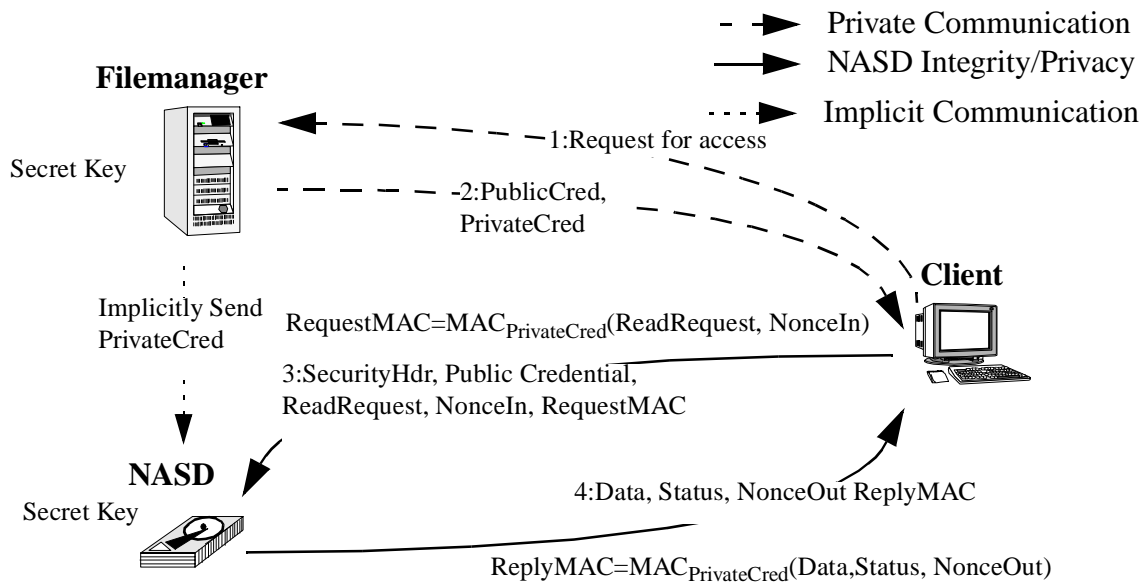 Private Communication
NASD Integrity/Privacy
Implicit Communication
Filemanager
Secret Key
1:Request for access
2:PublicCred,
PrivateCred
Client
Implicitly Send
PrivateCred
RequestMAC=MACPrivateCred(ReadRequest, NonceIn)
3:SecurityHdr, Public Credential,
ReadRequest, NonceIn, RequestMAC
NASD
Secret Key
4:Data, Status, NonceOut ReplyMAC
ReplyMAC=MACPrivateCred(Data,Status, NonceOut)